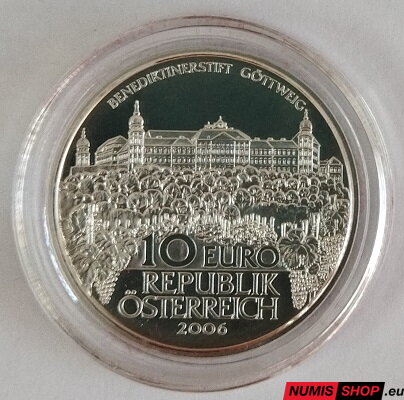 BENEDIKTINERSTIFT GÖTTWEIG
10 EURO
REPUBLIK
ÖSTERREICH
2006
NUMIS SHOP.eu